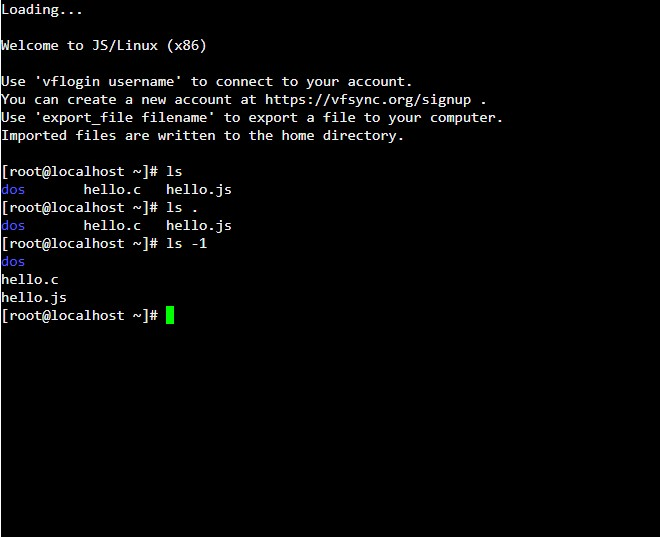 Loading...
Welcome to JS/Linux (x86)
Use 'vflogin username' to connect to your account.
You can create a new account at https://vfsync.org/signup .
Use 'export_file filename' to export a file to your computer.
Imported files are written to the home directory.
[root@localhost ~]# ls
dos       hello.c   hello.js
[root@localhost ~]# ls .
dos       hello.c   hello.js
[root@localhost ~]# ls -1
dos
hello.c
hello.js
[root@localhost ~]#